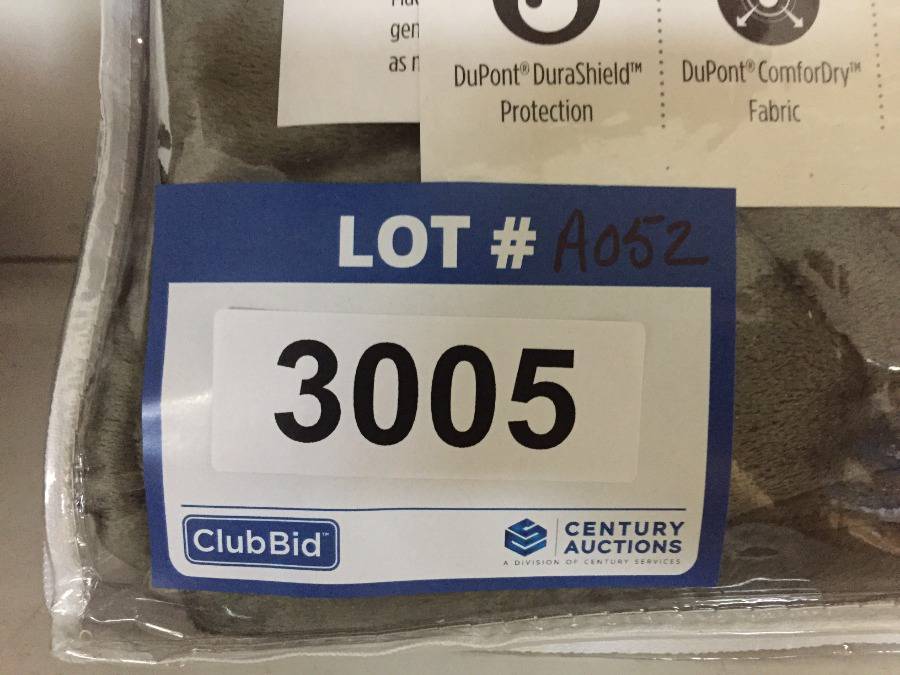 gen
as
DuPont® DuraShield™
Protection
DuPont® ComforDry™
Fabric
LOT # A052
3005
ClubBid™
CENTURY
AUCTIONS
A DIVISION OF CENTURY SERVICES